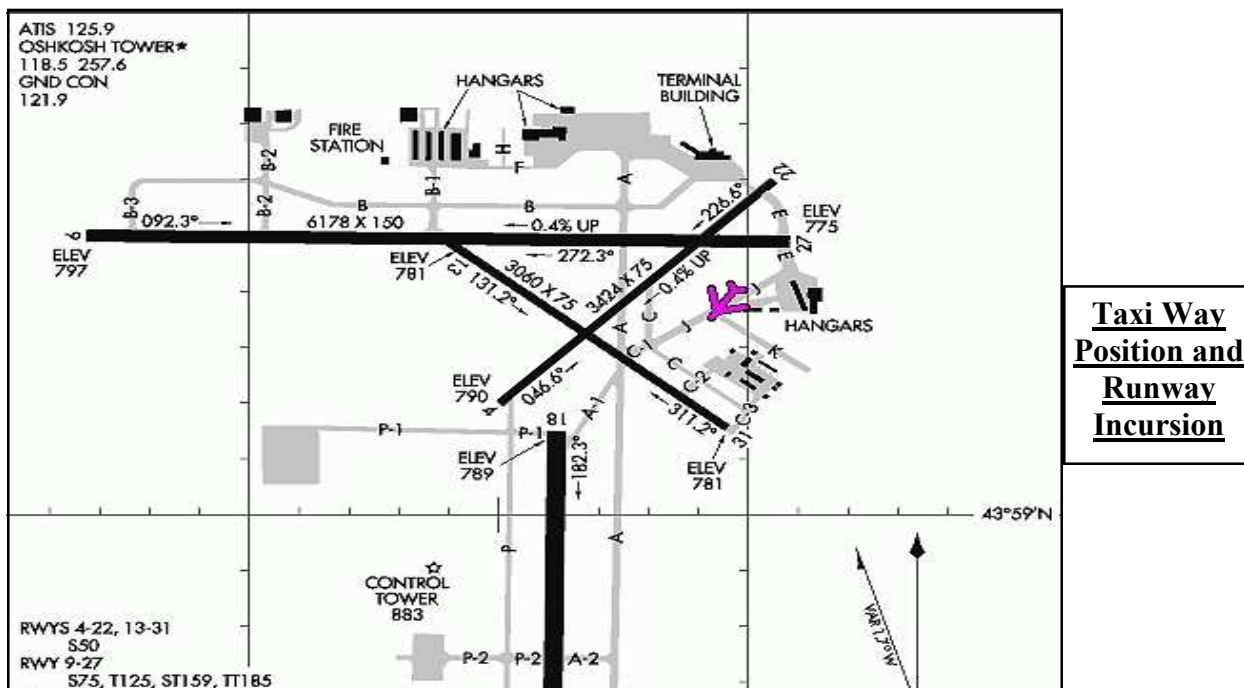 ATIS 125.9
OSHKOSH TOWER★
118.5 257.6
GND CON
121.9
HANGARS
TERMINAL
BUILDING
FIRE
STATION
H
F
B-2
B-1
A
22
B-3
B-2
B
B
226.6°
E
ELEV
775
092.3°
6178 X 150
0.4% UP
9
27
ELEV
797
ELEV
781
272.3°
E
13
131.2°
3060 X 75
3424 X 75
0.4% UP
C
J
A
J
HANGARS
C-1
C
K
C-2
ELEV
790
046.6°
4
A-1
311.2°
C-3
31
P-1
P-1
18
ELEV
789
182.3°
ELEV
781
43°59'N
P
A
CONTROL
TOWER
883
VAR 1.7° W
RWYS 4-22, 13-31
S50
RWY 9-27
S75, T125, ST159, TT185
P-2
P-2
A-2
Taxi Way
Position and
Runway
Incursion